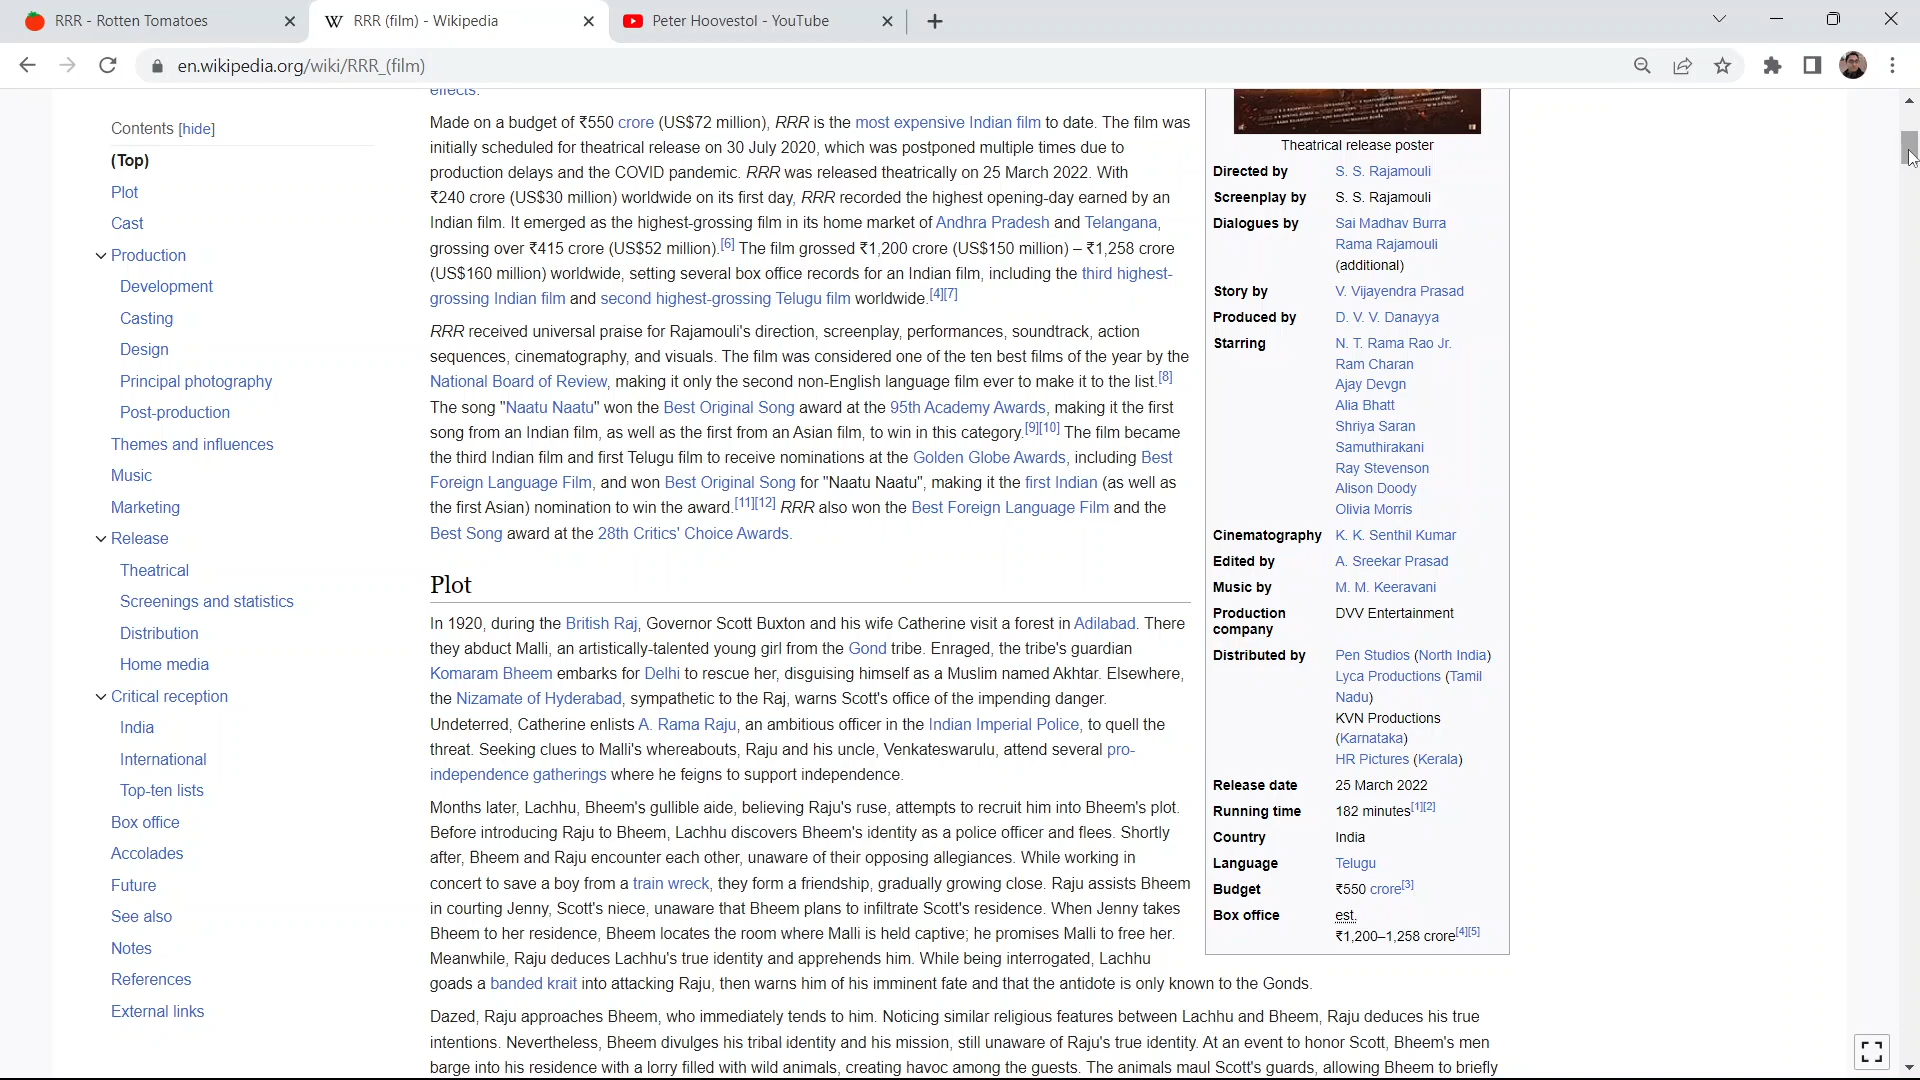 RRR - Rotten Tomatoes
RRR (film) - Wikipedia
Peter Hoovestol - YouTube
en.wikipedia.org/wiki/RRR_(film)
Contents [hide]
(Top)
Plot
Cast
Production
Development
Casting
Design
Principal photography
Post-production
Themes and influences
Music
Marketing
Release
Theatrical
Screenings and statistics
Distribution
Home media
Critical reception
India
International
Top-ten lists
Box office
Accolades
Future
See also
Notes
References
External links
effects.
Made on a budget of ₹550 crore (US$72 million), RRR is the most expensive Indian film to date. The film was
initially scheduled for theatrical release on 30 July 2020, which was postponed multiple times due to
production delays and the COVID pandemic. RRR was released theatrically on 25 March 2022. With
₹240 crore (US$30 million) worldwide on its first day, RRR recorded the highest opening-day earned by an
Indian film. It emerged as the highest-grossing film in its home market of Andhra Pradesh and Telangana,
grossing over ₹415 crore (US$52 million).[6] The film grossed ₹1,200 crore (US$150 million) – ₹1,258 crore
(US$160 million) worldwide, setting several box office records for an Indian film, including the third highest-
grossing Indian film and second highest-grossing Telugu film worldwide.[4][7]
RRR received universal praise for Rajamouli's direction, screenplay, performances, soundtrack, action
sequences, cinematography, and visuals. The film was considered one of the ten best films of the year by the
National Board of Review, making it only the second non-English language film ever to make it to the list.[8]
The song "Naatu Naatu" won the Best Original Song award at the 95th Academy Awards, making it the first
song from an Indian film, as well as the first from an Asian film, to win in this category.[9][10] The film became
the third Indian film and first Telugu film to receive nominations at the Golden Globe Awards, including Best
Foreign Language Film, and won Best Original Song for "Naatu Naatu", making it the first Indian (as well as
the first Asian) nomination to win the award.[11][12] RRR also won the Best Foreign Language Film and the
Best Song award at the 28th Critics' Choice Awards.
Plot
In 1920, during the British Raj, Governor Scott Buxton and his wife Catherine visit a forest in Adilabad. There
they abduct Malli, an artistically-talented young girl from the Gond tribe. Enraged, the tribe's guardian
Komaram Bheem embarks for Delhi to rescue her, disguising himself as a Muslim named Akhtar. Elsewhere,
the Nizamate of Hyderabad, sympathetic to the Raj, warns Scott's office of the impending danger.
Undeterred, Catherine enlists A. Rama Raju, an ambitious officer in the Indian Imperial Police, to quell the
threat. Seeking clues to Malli's whereabouts, Raju and his uncle, Venkateswarulu, attend several pro-
independence gatherings where he feigns to support independence.
Months later, Lachhu, Bheem's gullible aide, believing Raju's ruse, attempts to recruit him into Bheem's plot.
Before introducing Raju to Bheem, Lachhu discovers Bheem's identity as a police officer and flees. Shortly
after, Bheem and Raju encounter each other, unaware of their opposing allegiances. While working in
concert to save a boy from a train wreck, they form a friendship, gradually growing close. Raju assists Bheem
in courting Jenny, Scott's niece, unaware that Bheem plans to infiltrate Scott's residence. When Jenny takes
Bheem to her residence, Bheem locates the room where Malli is held captive; he promises Malli to free her.
Meanwhile, Raju deduces Lachhu's true identity and apprehends him. While being interrogated, Lachhu
goads a banded krait into attacking Raju, then warns him of his imminent fate and that the antidote is only known to the Gonds.
Dazed, Raju approaches Bheem, who immediately tends to him. Noticing similar religious features between Lachhu and Bheem, Raju deduces his true
intentions. Nevertheless, Bheem divulges his tribal identity and his mission, still unaware of Raju's true identity. At an event to honor Scott, Bheem's men
barge into his residence with a lorry filled with wild animals, creating havoc among the guests. The animals maul Scott's guards, allowing Bheem to briefly
Theatrical release poster
Directed by S. S. Rajamouli
Screenplay by S. S. Rajamouli
Dialogues by Sai Madhav Burra
Rama Rajamouli
(additional)
Story by V. Vijayendra Prasad
Produced by D. V. V. Danayya
Starring N. T. Rama Rao Jr.
Ram Charan
Ajay Devgn
Alia Bhatt
Shriya Saran
Samuthirakani
Ray Stevenson
Alison Doody
Olivia Morris
Cinematography K. K. Senthil Kumar
Edited by A. Sreekar Prasad
Music by M. M. Keeravani
Production DVV Entertainment
company
Distributed by Pen Studios (North India)
Lyca Productions (Tamil
Nadu)
KVN Productions
(Karnataka)
HR Pictures (Kerala)
Release date 25 March 2022
Running time 182 minutes[1][2]
Country India
Language Telugu
Budget ₹550 crore[3]
Box office est.
₹1,200–1,258 crore[4][5]